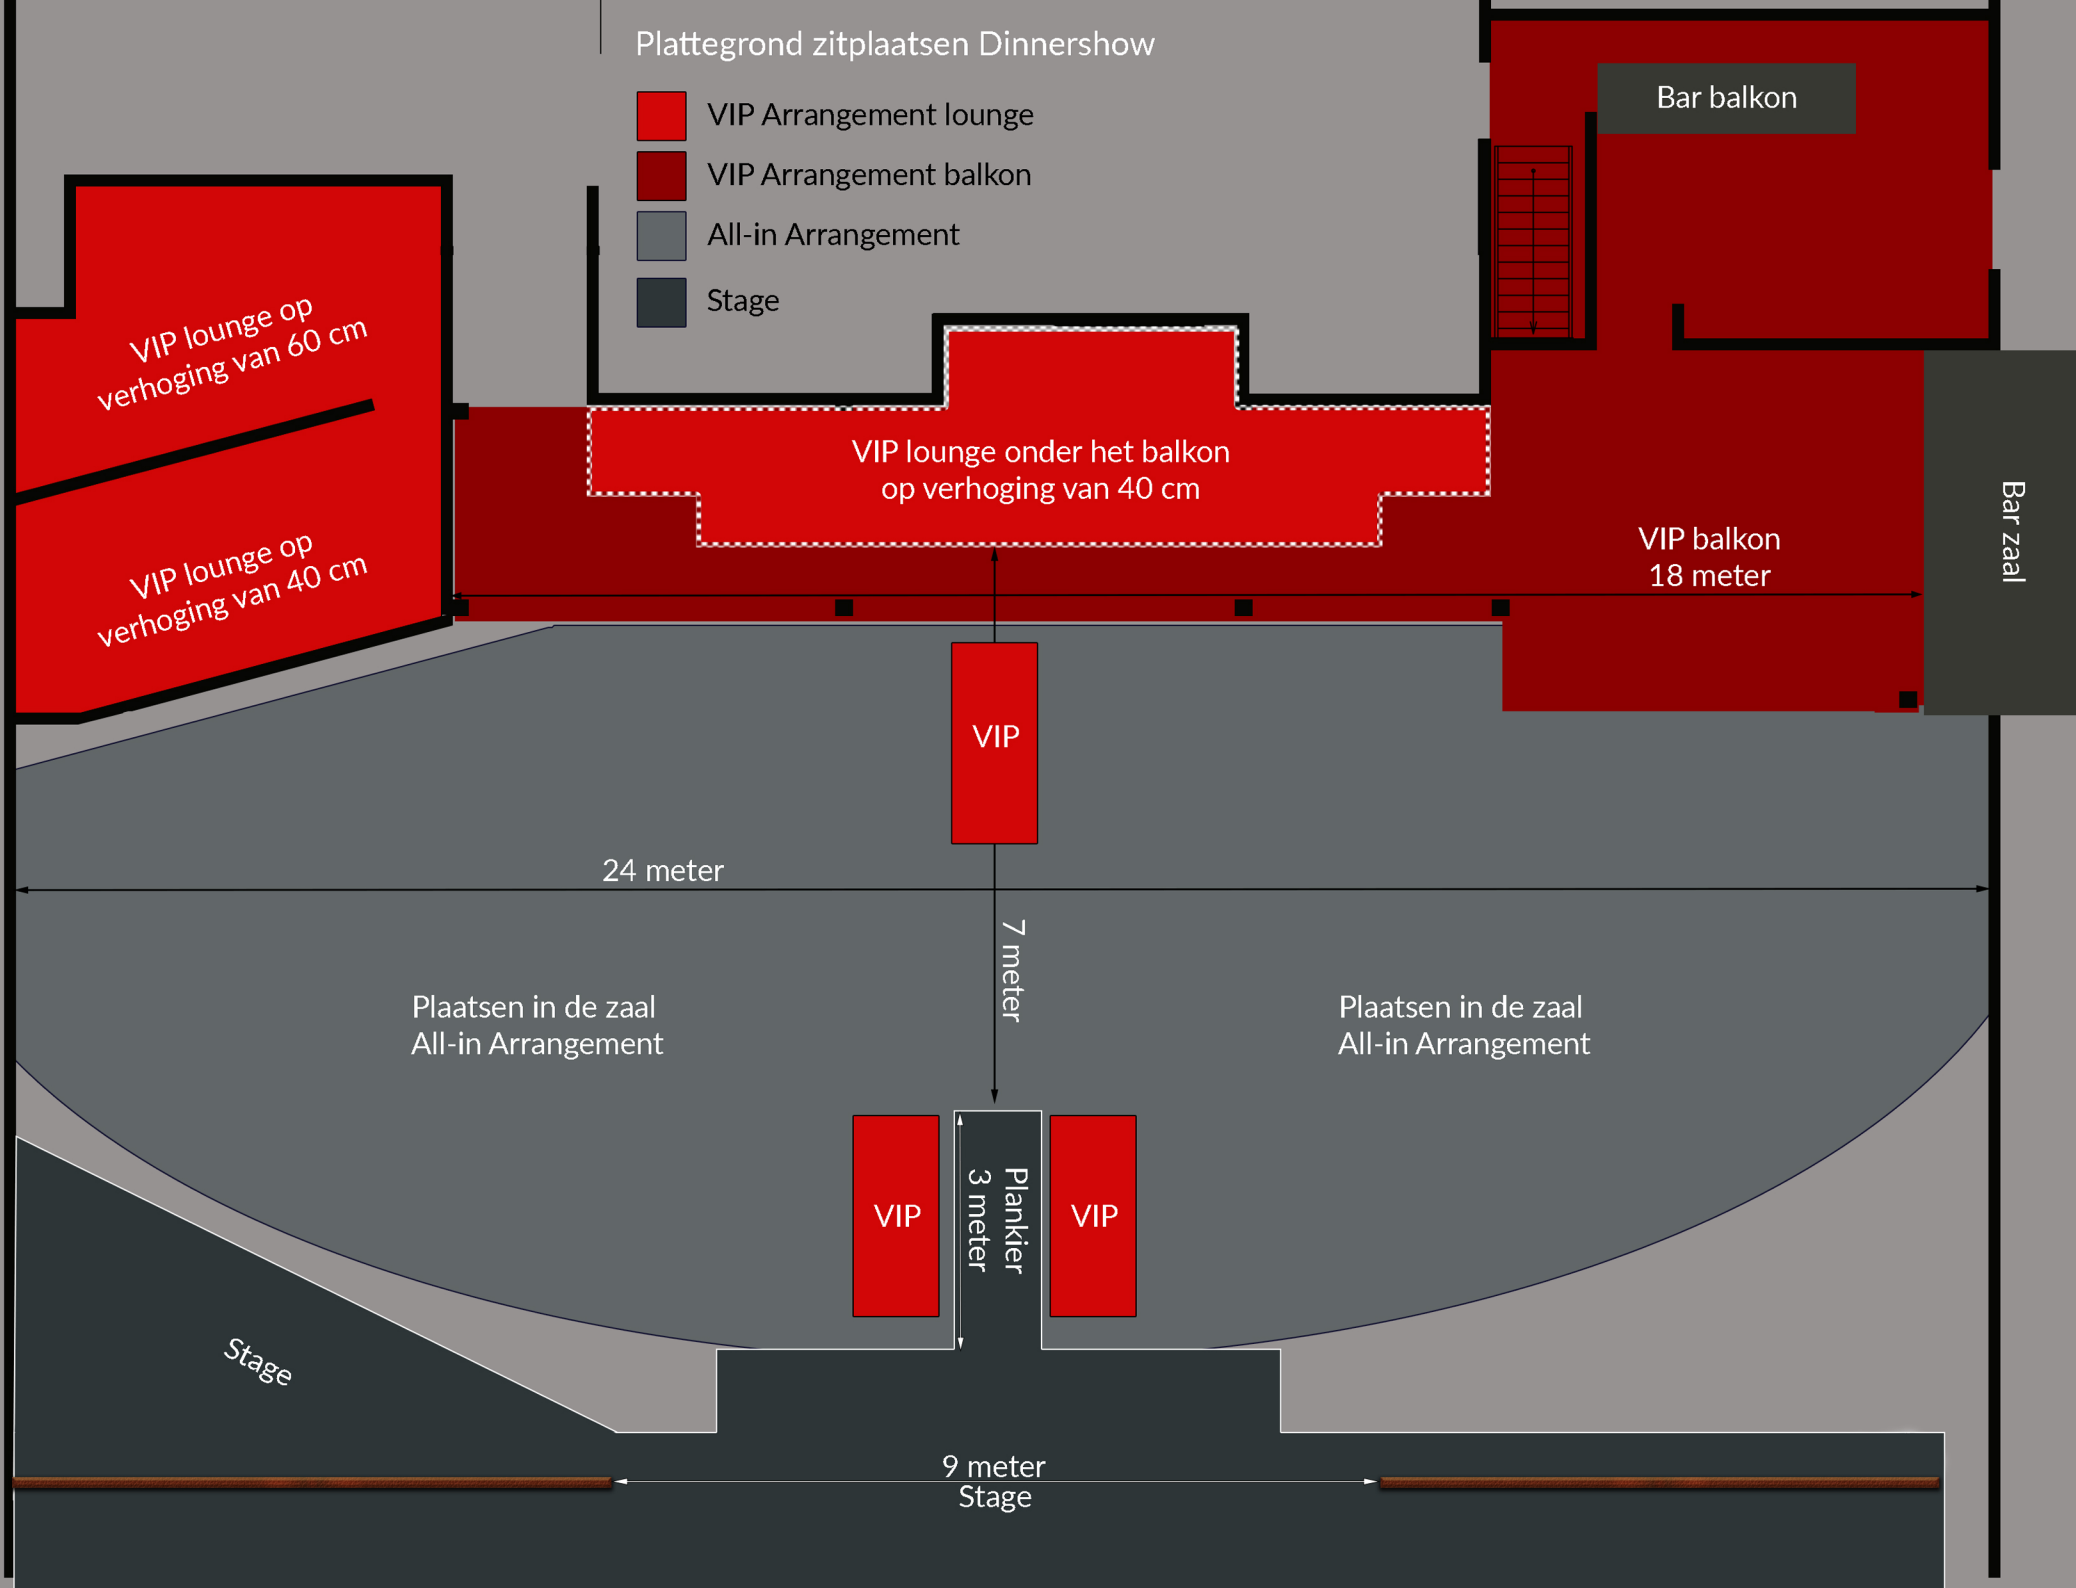 Plattegrond zitplaatsen Dinnershow
VIP Arrangement lounge
VIP Arrangement balkon
All-in Arrangement
Stage
Bar balkon
VIP lounge op
verhoging van 60 cm
VIP lounge onder het balkon
op verhoging van 40 cm
VIP lounge op
verhoging van 40 cm
VIP balkon
18 meter
Bar zaal
VIP
24 meter
7 meter
Plaatsen in de zaal
All-in Arrangement
Plaatsen in de zaal
All-in Arrangement
VIP
Plankier
3 meter
VIP
Stage
9 meter
Stage